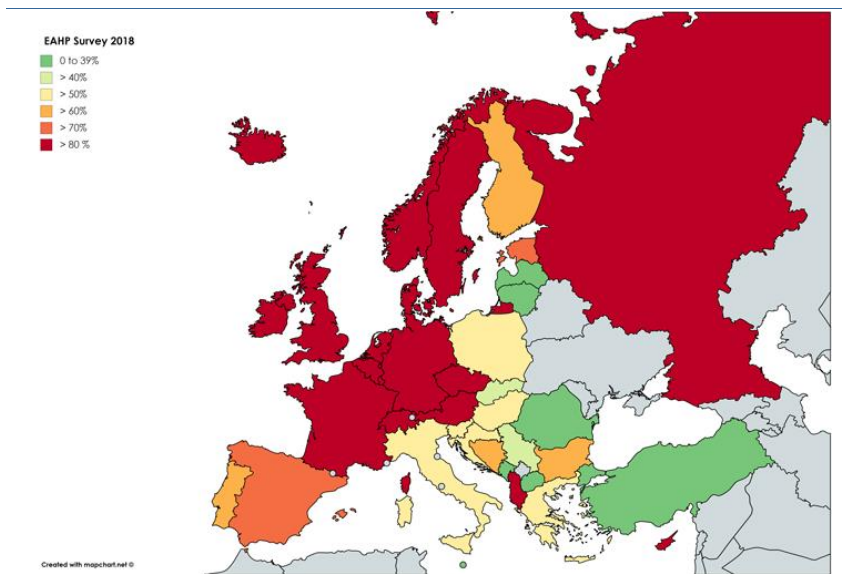 EAHP Survey 2018
0 to 39%
> 40%
> 50%
> 60%
> 70%
> 80 %
Created with mapchart.net ©